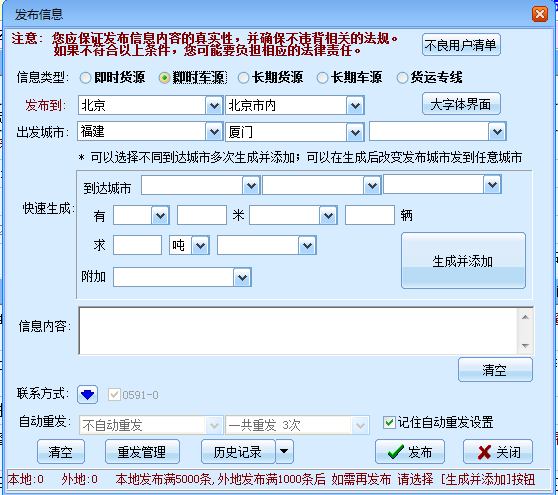 发布信息
注意: 您应保证发布信息内容的真实性，并确保不违背相关的法规。
如果不符合以上条件，您可能要负担相应的法律责任。
不良用户清单
信息类型: 即时货源 即时车源 长期货源 长期车源 货运专线
发布到: 北京 北京市内 大字体界面
出发城市: 福建 厦门
* 可以选择不同到达城市多次生成并添加；可以在生成后改变发布城市发到任意城市
到达城市
快速生成: 有 米 辆
求 吨 生成并添加
附加
信息内容:
清空
联系方式: 0591-0
自动重发: 不自动重发 一共重发 3次 记住自动重发设置
清空 重发管理 历史记录 发布 关闭
本地:0 外地:0 本地发布满5000条,外地发布满1000条后 如需再发布 请选择 [生成并添加]按钮